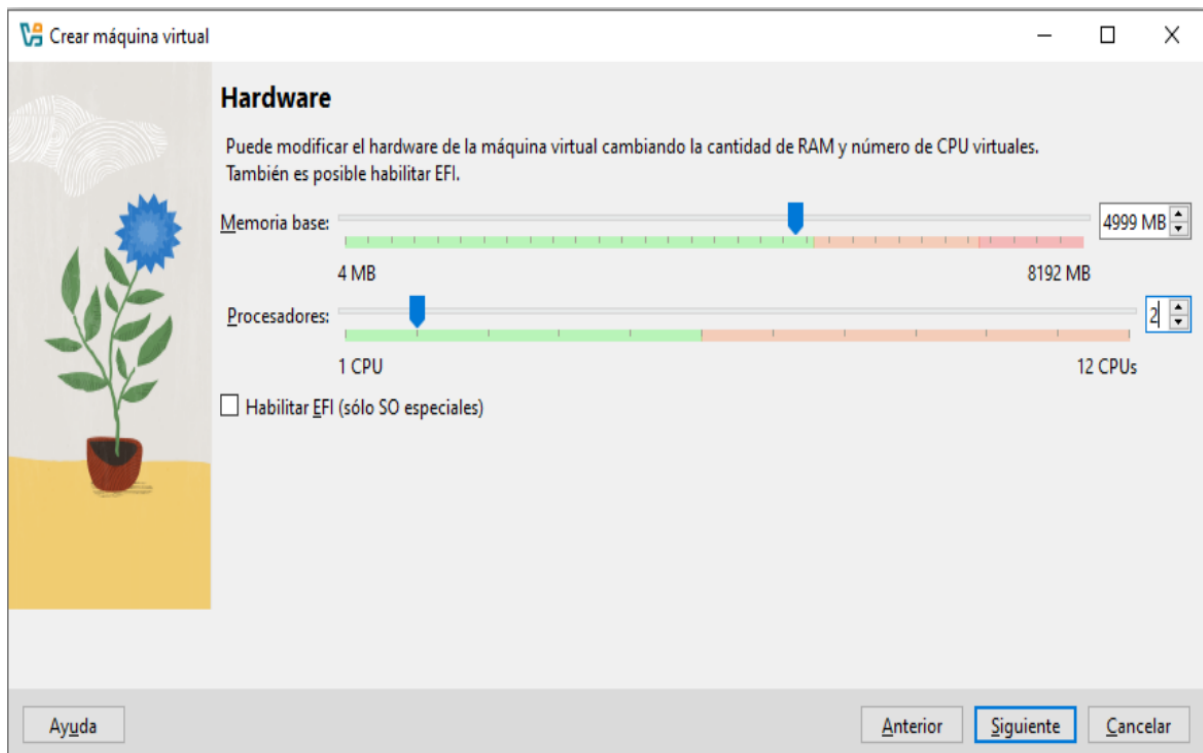 Crear máquina virtual
Hardware
Puede modificar el hardware de la máquina virtual cambiando la cantidad de RAM y número de CPU virtuales.
También es posible habilitar EFI.
Memoria base:
4999 MB
4 MB
8192 MB
Procesadores:
2
1 CPU
12 CPUs
Habilitar EFI (sólo SO especiales)
Ayuda
Anterior
Siguiente
Cancelar